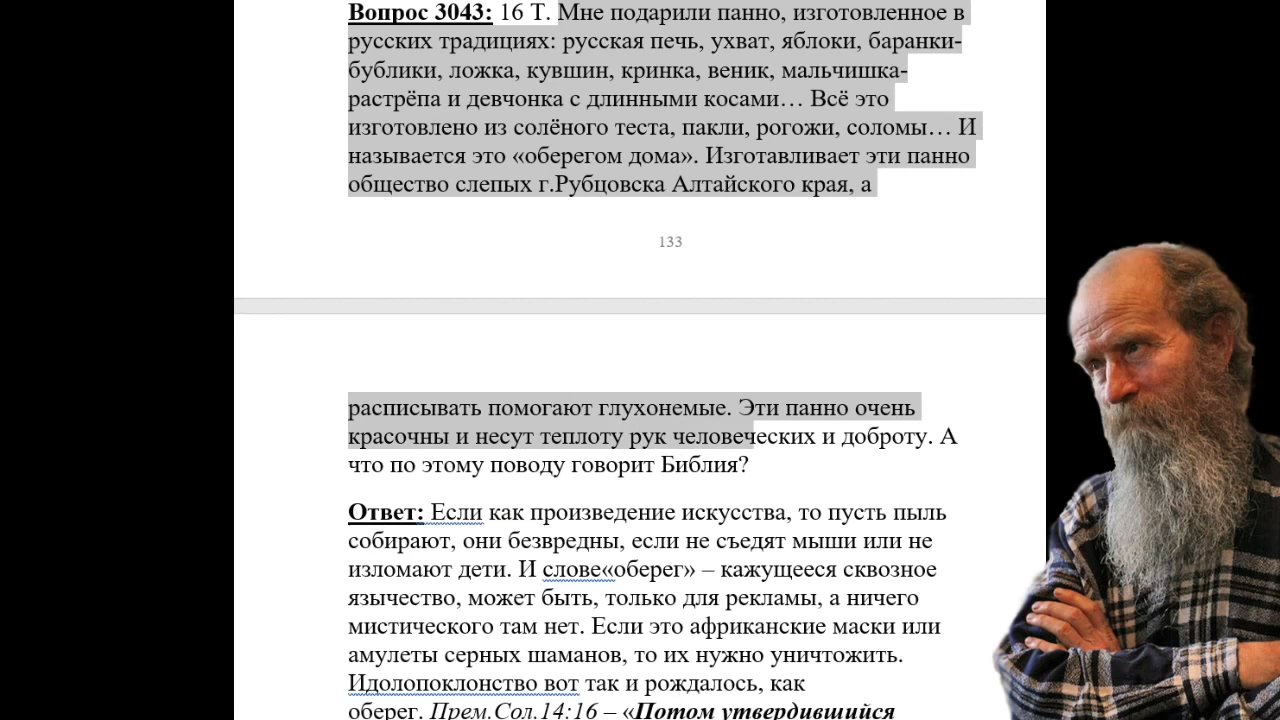 Вопрос 3043: 16 Т. Мне подарили панно, изготовленное в
русских традициях: русская печь, ухват, яблоки, баранки-
бублики, ложка, кувшин, кринка, веник, мальчишка-
растрёпа и девчонка с длинными косами… Всё это
изготовлено из солёного теста, пакли, рогожи, соломы… И
называется это «оберегом дома». Изготавливает эти панно
общество слепых г.Рубцовска Алтайского края, а
133
расписывать помогают глухонемые. Эти панно очень
красочны и несут теплоту рук человеческих и доброту. А
что по этому поводу говорит Библия?
Ответ: Если как произведение искусства, то пусть пыль
собирают, они безвредны, если не съедят мыши или не
изломают дети. И слове«оберег» – кажущееся сквозное
язычество, может быть, только для рекламы, а ничего
мистического там нет. Если это африканские маски или
амулеты серных шаманов, то их нужно уничтожить.
Идолопоклонство вот так и рождалось, как
оберег. Прем.Сол.14:16 – «Потом утвердившийся